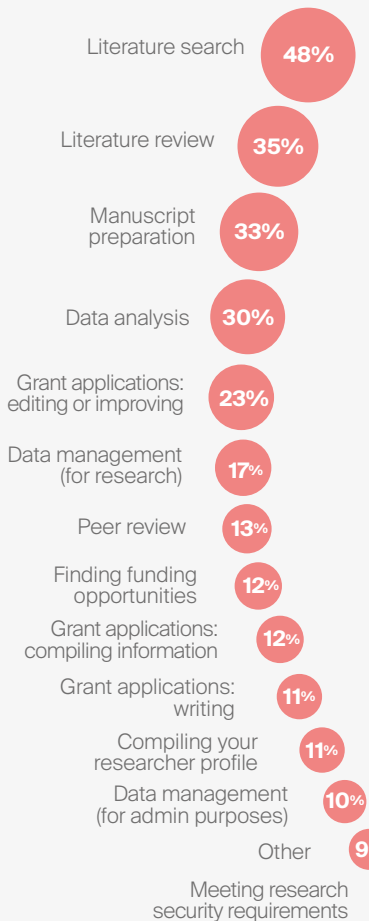 Literature search
48%
Literature review
35%
Manuscript
preparation
33%
Data analysis
30%
Grant applications:
editing or improving
23%
Data management
(for research)
17%
Peer review
13%
Finding funding
opportunities
12%
Grant applications:
compiling information
12%
Grant applications:
writing
11%
Compiling your
researcher profile
11%
Data management
(for admin purposes)
10%
Other
9
Meeting research
security requirements